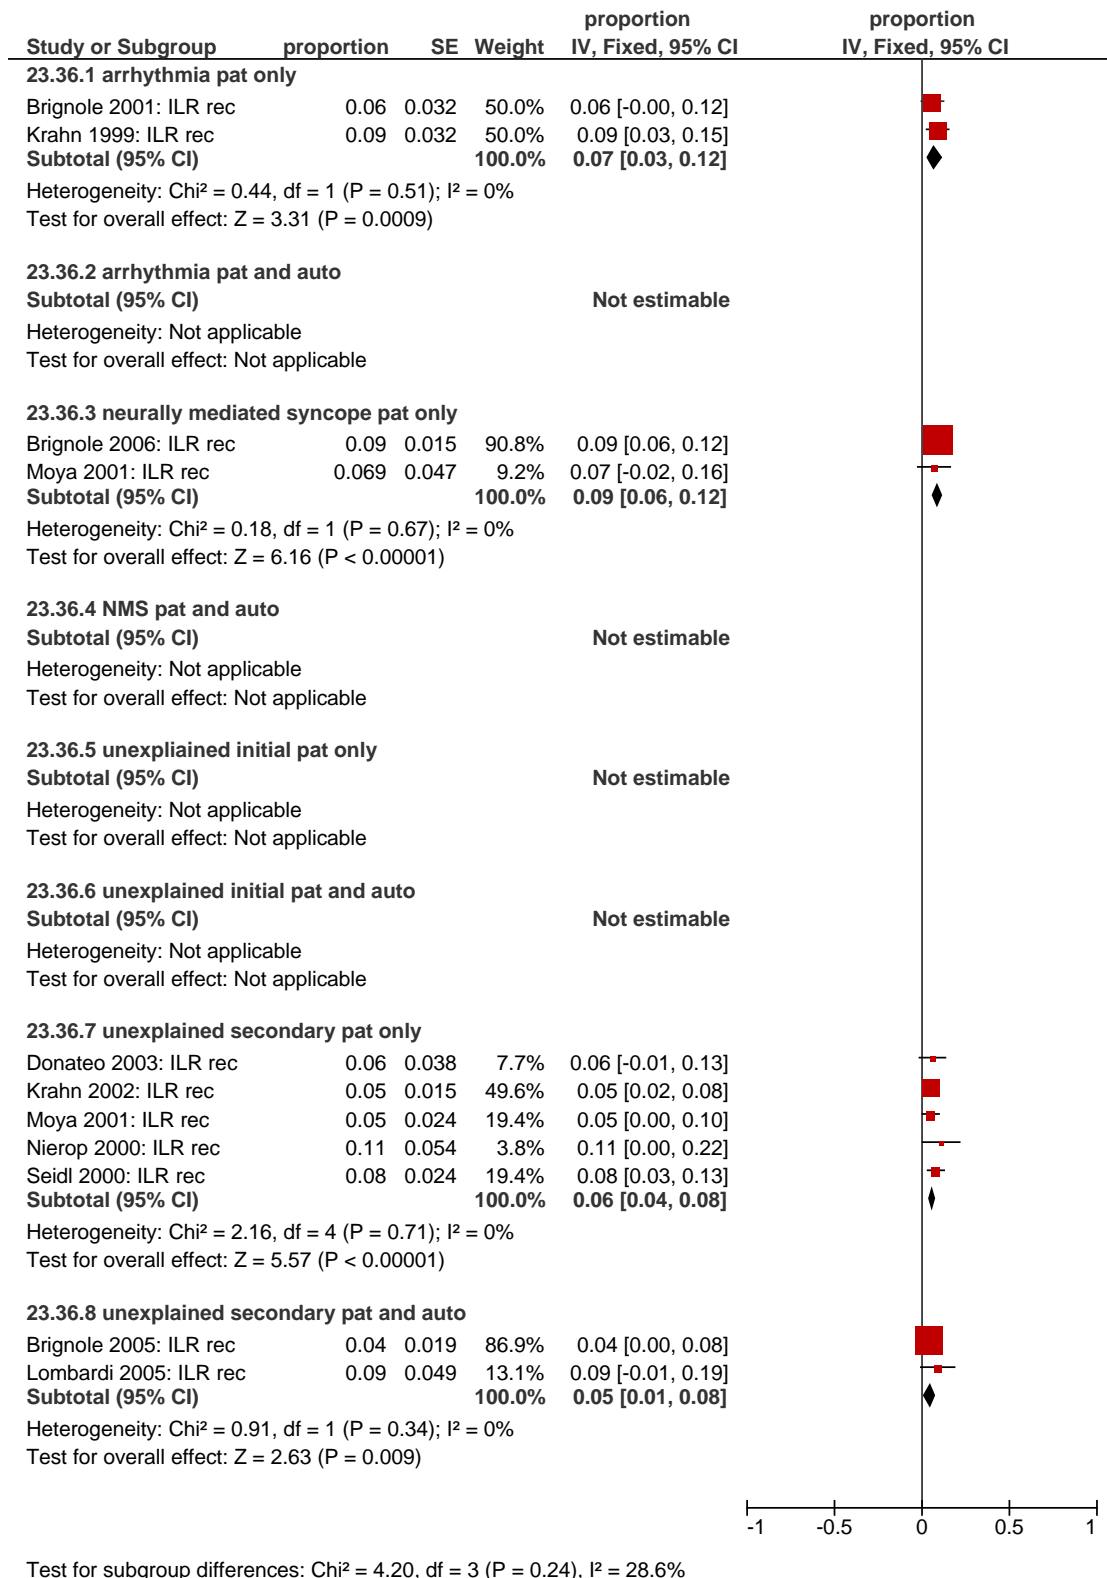 proportion proportion
Study or Subgroup proportion SE Weight IV, Fixed, 95% CI IV, Fixed, 95% CI
23.36.1 arrhythmia pat only
Brignole 2001: ILR rec 0.06 0.032 50.0% 0.06 [-0.00, 0.12]
Krahn 1999: ILR rec 0.09 0.032 50.0% 0.09 [0.03, 0.15]
Subtotal (95% CI) 100.0% 0.07 [0.03, 0.12]
Heterogeneity: Chi² = 0.44, df = 1 (P = 0.51); I² = 0%
Test for overall effect: Z = 3.31 (P = 0.0009)
23.36.2 arrhythmia pat and auto
Subtotal (95% CI) Not estimable
Heterogeneity: Not applicable
Test for overall effect: Not applicable
23.36.3 neurally mediated syncope pat only
Brignole 2006: ILR rec 0.09 0.015 90.8% 0.09 [0.06, 0.12]
Moya 2001: ILR rec 0.069 0.047 9.2% 0.07 [-0.02, 0.16]
Subtotal (95% CI) 100.0% 0.09 [0.06, 0.12]
Heterogeneity: Chi² = 0.18, df = 1 (P = 0.67); I² = 0%
Test for overall effect: Z = 6.16 (P < 0.00001)
23.36.4 NMS pat and auto
Subtotal (95% CI) Not estimable
Heterogeneity: Not applicable
Test for overall effect: Not applicable
23.36.5 unexpliained initial pat only
Subtotal (95% CI) Not estimable
Heterogeneity: Not applicable
Test for overall effect: Not applicable
23.36.6 unexplained initial pat and auto
Subtotal (95% CI) Not estimable
Heterogeneity: Not applicable
Test for overall effect: Not applicable
23.36.7 unexplained secondary pat only
Donateo 2003: ILR rec 0.06 0.038 7.7% 0.06 [-0.01, 0.13]
Krahn 2002: ILR rec 0.05 0.015 49.6% 0.05 [0.02, 0.08]
Moya 2001: ILR rec 0.05 0.024 19.4% 0.05 [0.00, 0.10]
Nierop 2000: ILR rec 0.11 0.054 3.8% 0.11 [0.00, 0.22]
Seidl 2000: ILR rec 0.08 0.024 19.4% 0.08 [0.03, 0.13]
Subtotal (95% CI) 100.0% 0.06 [0.04, 0.08]
Heterogeneity: Chi² = 2.16, df = 4 (P = 0.71); I² = 0%
Test for overall effect: Z = 5.57 (P < 0.00001)
23.36.8 unexplained secondary pat and auto
Brignole 2005: ILR rec 0.04 0.019 86.9% 0.04 [0.00, 0.08]
Lombardi 2005: ILR rec 0.09 0.049 13.1% 0.09 [-0.01, 0.19]
Subtotal (95% CI) 100.0% 0.05 [0.01, 0.08]
Heterogeneity: Chi² = 0.91, df = 1 (P = 0.34); I² = 0%
Test for overall effect: Z = 2.63 (P = 0.009)
-1 -0.5 0 0.5 1
Test for subgroup differences: Chi² = 4.20, df = 3 (P = 0.24), I² = 28.6%